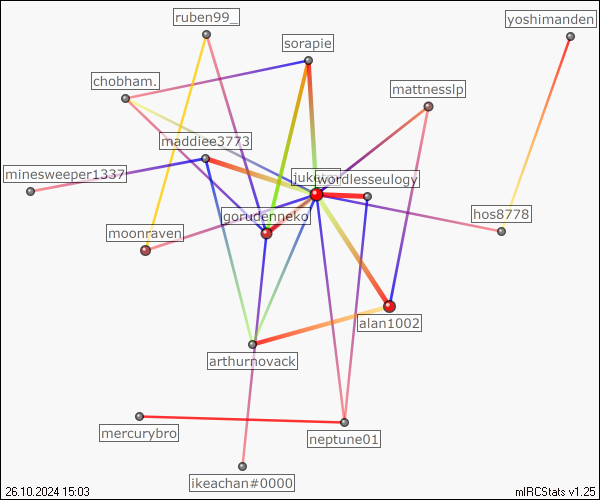 ruben99_
yoshimanden
sorapie
chobham.
mattnesslp
maddiee3773
minesweeper1337
wordlesseulogy
gorudenneko
hos8778
moonraven
alan1002
arthurnovack
mercurybro
neptune01
ikeachan#0000
26.10.2024 15:03
mIRCStats v1.25